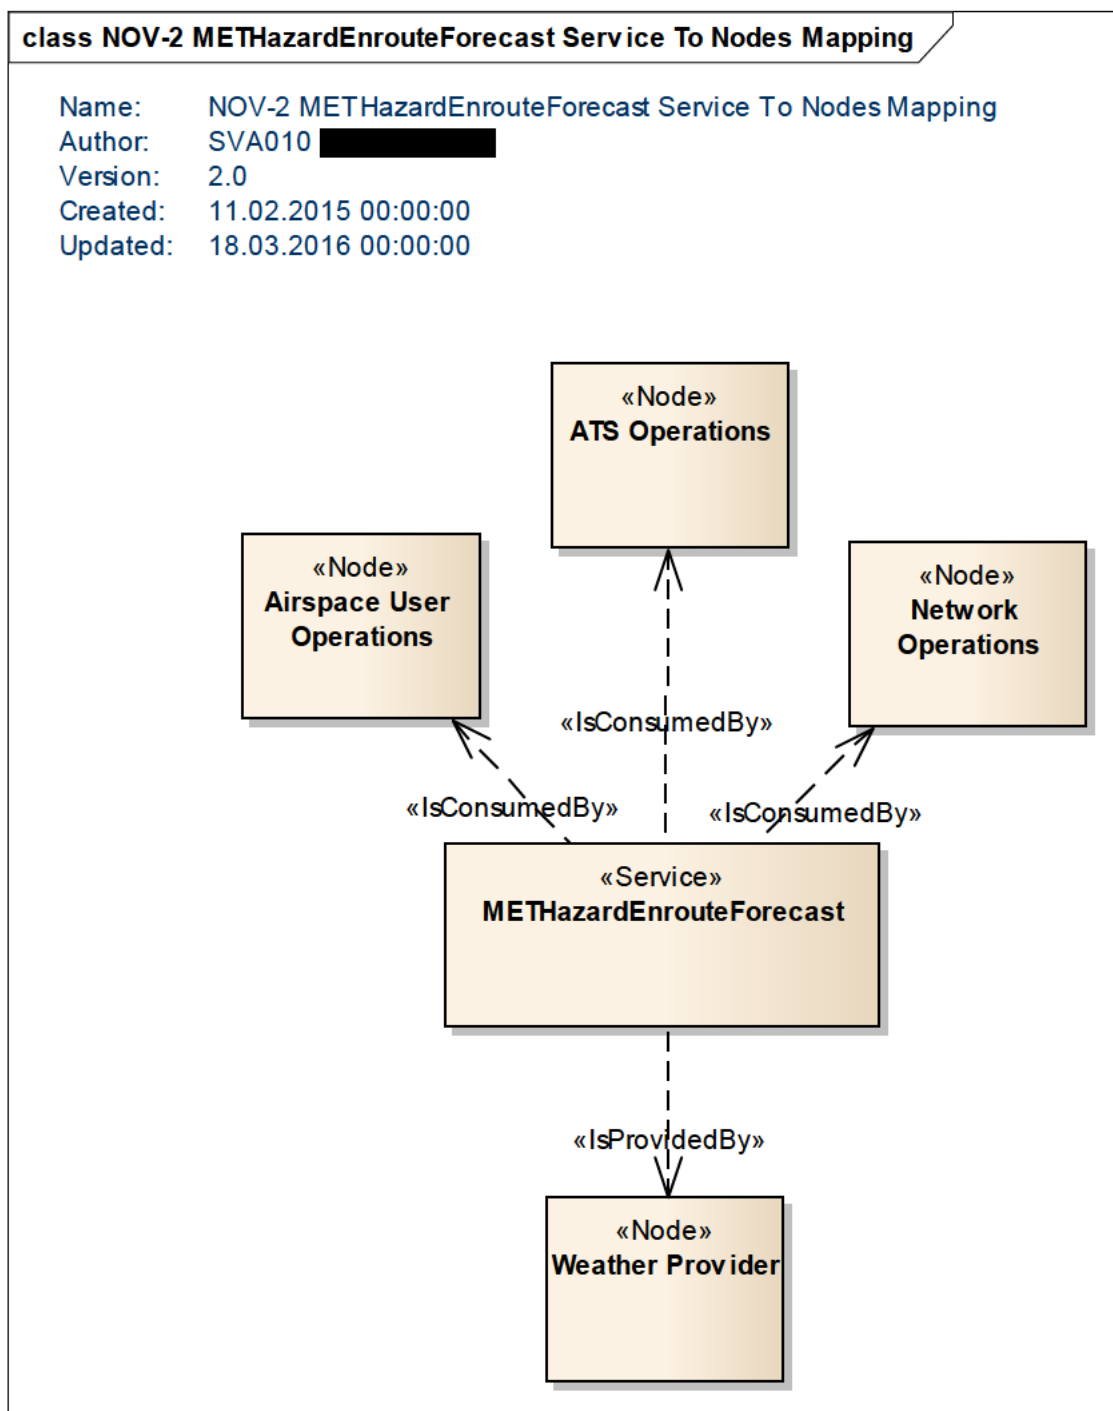 class NOV-2 METHazardEnrouteForecast Service To Nodes Mapping
Name: NOV-2 METHazardEnrouteForecast Service To Nodes Mapping
Author: SVA010
Version: 2.0
Created: 11.02.2015 00:00:00
Updated: 18.03.2016 00:00:00
«Node»
ATS Operations
«Node»
Airspace User
Operations
«Node»
Network
Operations
«IsConsumedBy»
«IsConsumedBy»
«IsConsumedBy»
«Service»
METHazardEnrouteForecast
«IsProvidedBy»
«Node»
Weather Provider